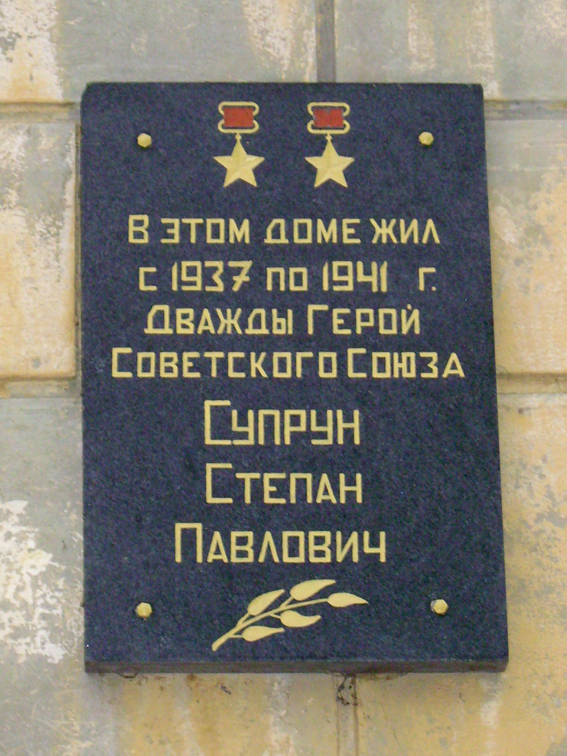 В ЭТОМ ДОМЕ ЖИЛ
С 1937 ПО 1941 Г.
ДВАЖДЫ ГЕРОЙ
СОВЕТСКОГО СОЮЗА
СУПРУН
СТЕПАН
ПАВЛОВИЧ